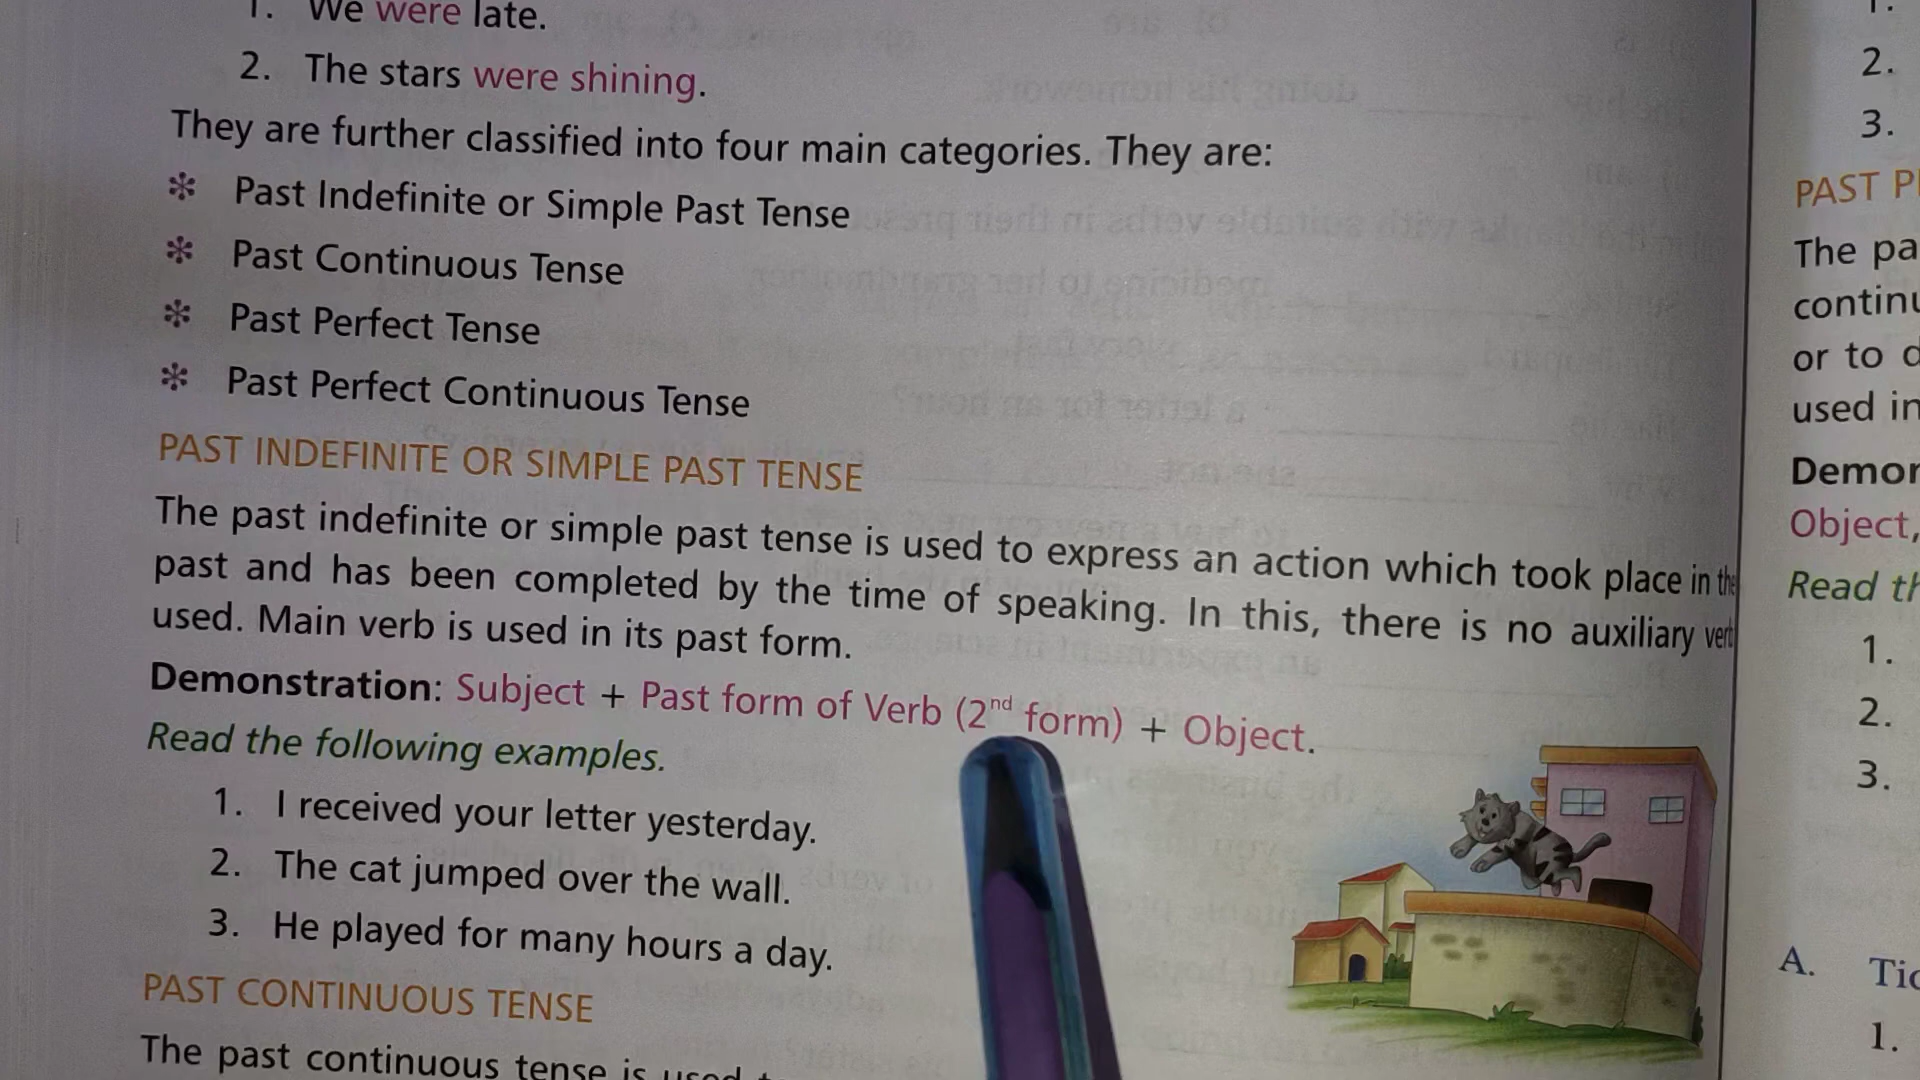 1. We were late.
2. The stars were shining.
They are further classified into four main categories. They are:
✻ Past Indefinite or Simple Past Tense
✻ Past Continuous Tense
✻ Past Perfect Tense
✻ Past Perfect Continuous Tense
PAST INDEFINITE OR SIMPLE PAST TENSE
The past indefinite or simple past tense is used to express an action which took place in the
past and has been completed by the time of speaking. In this, there is no auxiliary verb
used. Main verb is used in its past form.
Demonstration: Subject + Past form of Verb (2nd form) + Object.
Read the following examples.
1. I received your letter yesterday.
2. The cat jumped over the wall.
3. He played for many hours a day.
PAST CONTINUOUS TENSE
The past continuous tense is used
1.
2.
3.
PAST
The
or to
used
Object,
Read
1.
2.
3.
A.
1.